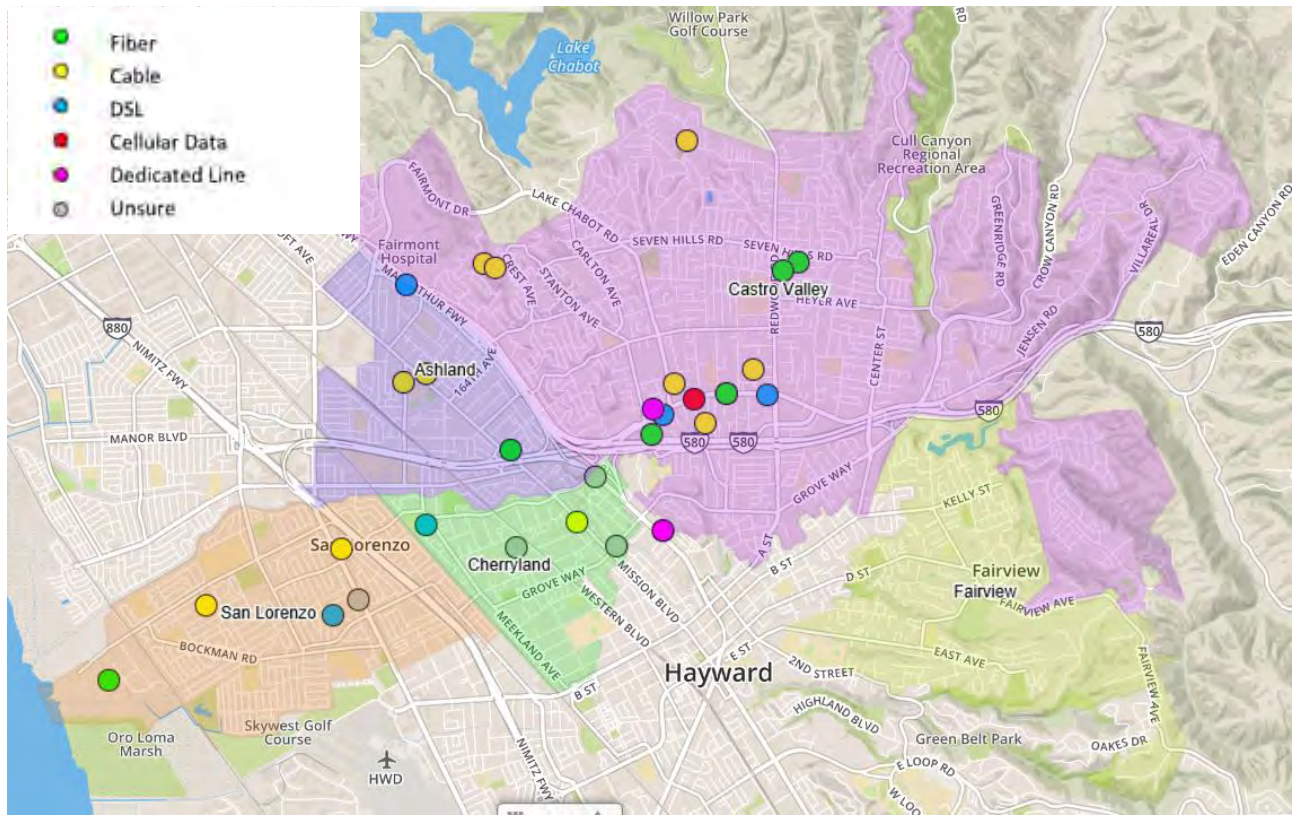 Fiber
Cable
DSL
Cellular Data
Dedicated Line
Unsure
Willow Park
Golf Course
RD
Lake
Chabot
Cull Canyon
Regional
Recreation Area
FAIRMONT DR
LAKE CHABOT RD
SEVEN HILLS RD
SEVEN HILLS RD
CARLTON AVE
STANTON AVE
CREST AVE
Fairmont
Hospital
GREENRIDGE RD
CROW CANYON RD
VILLAREAL DR
EDEN CANYON RD
Castro Valley
HEYER AVE
JENSEN RD
CENTER ST
880
NIMITZ FWY
580
580
Ashland
164TH AVE
MANOR BLVD
580
580
580
GROVE WAY
KELLY ST
A ST
B ST
D ST
San Lorenzo
Cherryland
GROVE WAY
MISSION BLVD
WESTERN BLVD
MEEKLAND AVE
Fairview
Fairview
FAIRVIEW AVE
San Lorenzo
BOCKMAN RD
EAST AVE
FAIRVIEW AVE
E ST
2ND STREET
Hayward
B ST
HIGHLAND BLVD
Oro Loma
Marsh
Skywest Golf
Course
HWD
NIMITZ FWY
Green Belt Park
OAKES DR
E LOOP RD